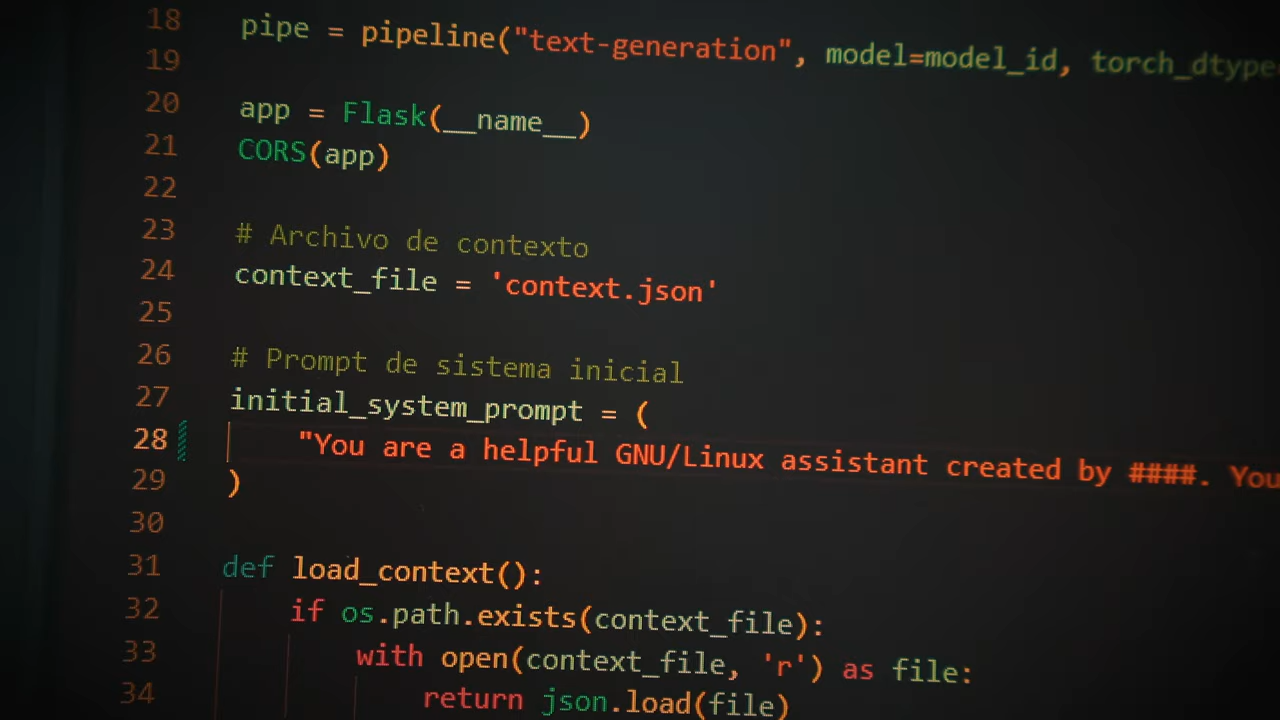 18 pipe = pipeline("text-generation", model=model_id, torch_dtype
19
20 app = Flask(__name__)
21 CORS(app)
22
23 # Archivo de contexto
24 context_file = 'context.json'
25
26 # Prompt de sistema inicial
27 initial_system_prompt = (
28 "You are a helpful GNU/Linux assistant created by ####. You
29 )
30
31 def load_context():
32 if os.path.exists(context_file):
33 with open(context_file, 'r') as file:
34 return json.load(file)